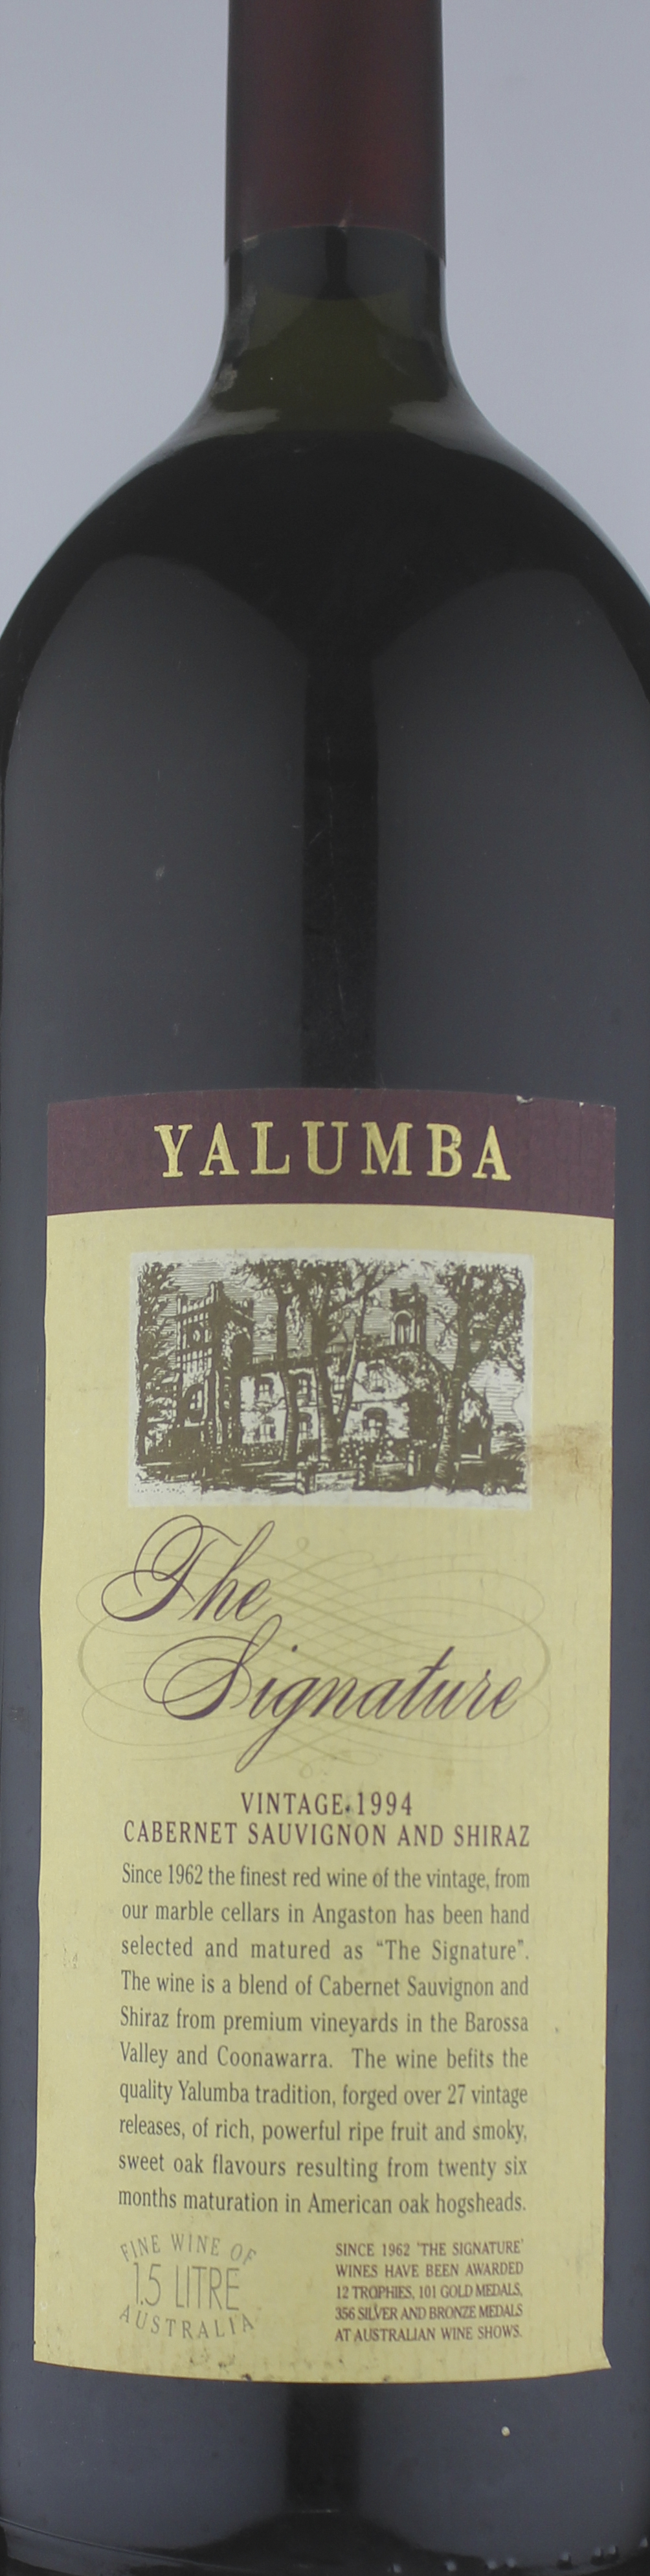 YALUMBA
The
Signature
VINTAGE 1994
CABERNET SAUVIGNON AND SHIRAZ
Since 1962 the finest red wine of the vintage, from
our marble cellars in Angaston has been hand
selected and matured as “The Signature”.
The wine is a blend of Cabernet Sauvignon and
Shiraz from premium vineyards in the Barossa
Valley and Coonawarra. The wine befits the
quality Yalumba tradition, forged over 27 vintage
releases, of rich, powerful ripe fruit and smoky,
sweet oak flavours resulting from twenty six
months maturation in American oak hogsheads.
FINE WINE OF
1.5 LITRE
AUSTRALIA
SINCE 1962 'THE SIGNATURE'
WINES HAVE BEEN AWARDED
12 TROPHIES, 101 GOLD MEDALS,
356 SILVER AND BRONZE MEDALS
AT AUSTRALIAN WINE SHOWS.